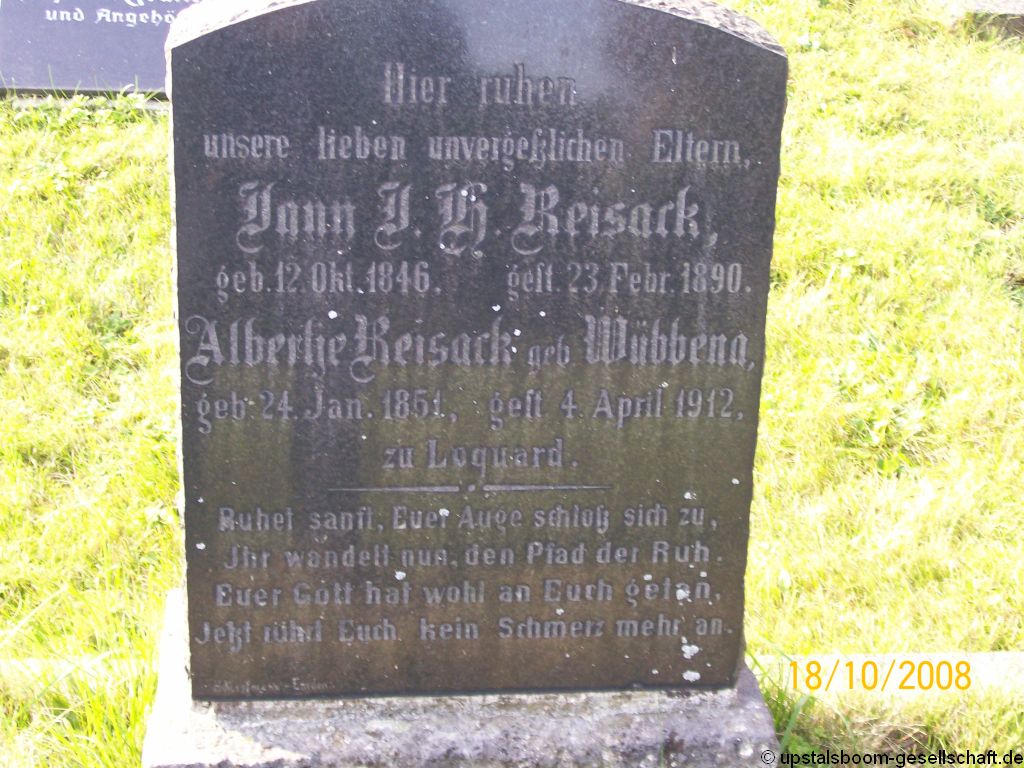 und Angehö
Hier ruhen
unsere lieben unvergeßlichen Eltern,
Jann J. H. Reisack,
geb. 12. Okt. 1846. gest. 23. Febr. 1890.
Albertje Reisack geb Wübbena,
geb. 24. Jan. 1851, gest 4. April 1912,
zu Loquard.
Ruhet sanft, Euer Auge schloß sich zu,
Ihr wandelt nun, den Pfad der Ruh.
Euer Gott hat wohl an Euch getan,
Jetzt rührt Euch kein Schmerz mehr an.
18/10/2008
© upstalsboom-gesellschaft.de